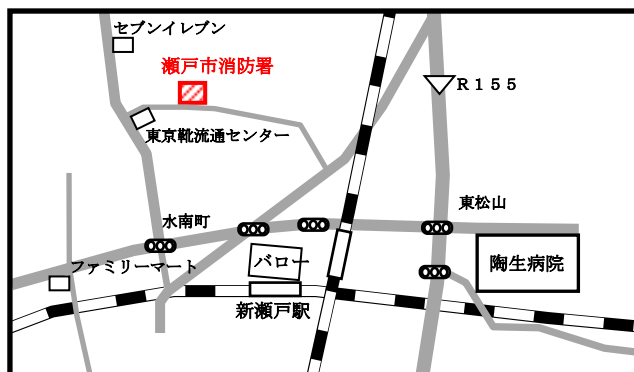 セブンイレブン
瀬戸市消防署
R155
東京靴流通センター
東松山
水南町
ファミリーマート
バロー
陶生病院
新瀬戸駅